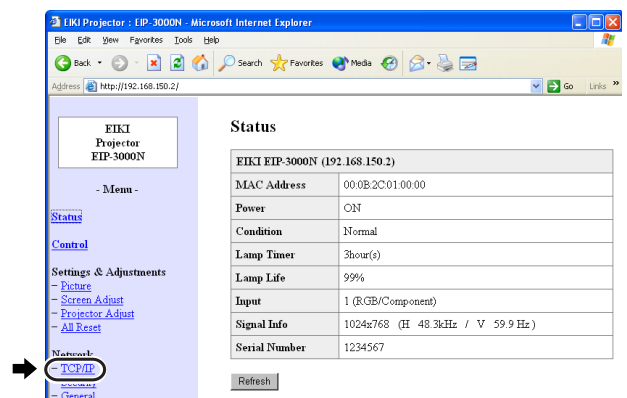 EIKI Projector : EIP-3000N - Microsoft Internet Explorer
File Edit View Favorites Tools Help
Back Search Favorites Media
Address http://192.168.150.2/ Go Links »
EIKI
Projector
EIP-3000N
- Menu -
Status
Control
Settings & Adjustments
– Picture
– Screen Adjust
– Projector Adjust
– All Reset
Network
– TCP/IP
– Security
– General
Status
EIKI EIP-3000N (192.168.150.2)
MAC Address 00:0B:2C:01:00:00
Power ON
Condition Normal
Lamp Timer 3hour(s)
Lamp Life 99%
Input 1 (RGB/Component)
Signal Info 1024x768 (H 48.3kHz / V 59.9 Hz)
Serial Number 1234567
Refresh